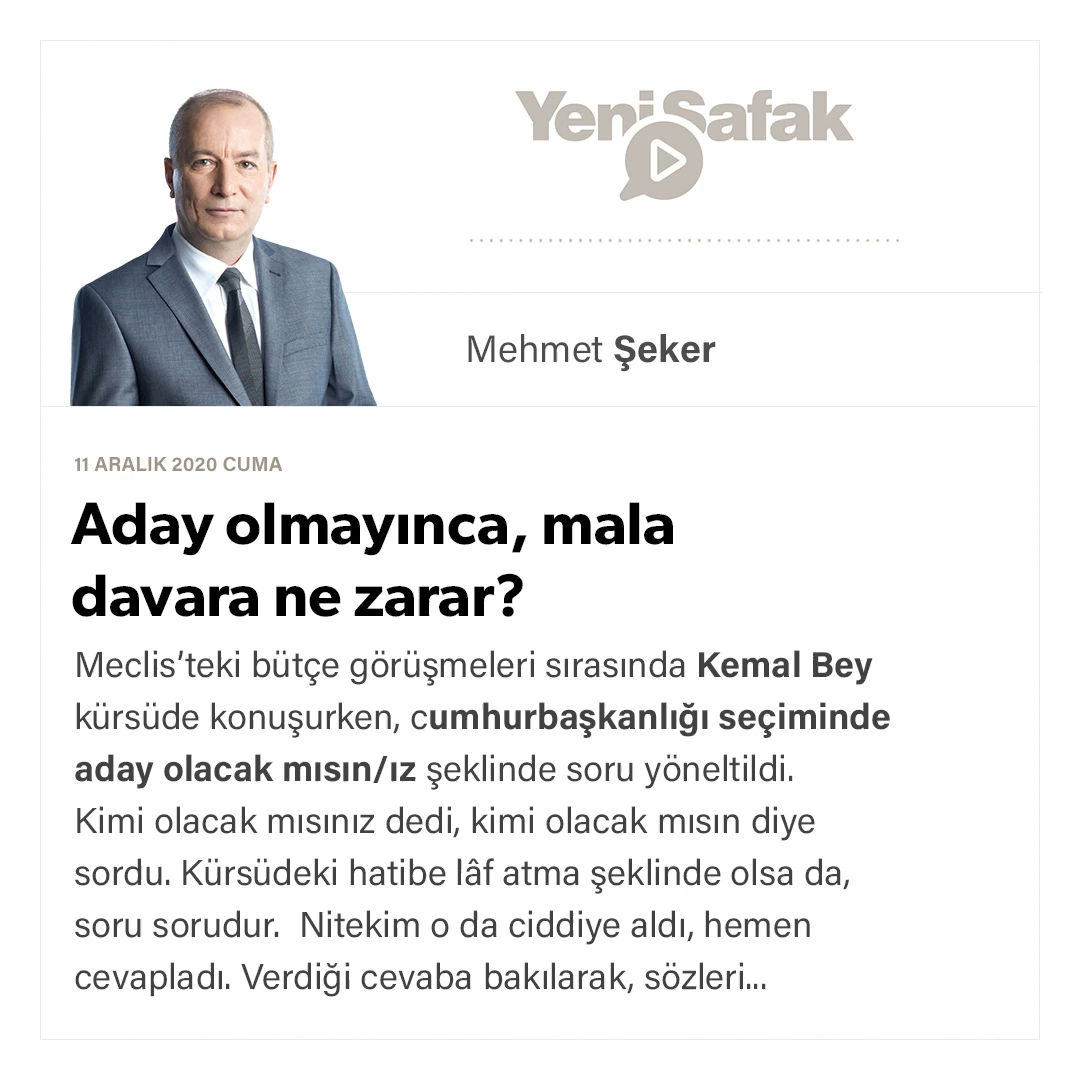 YeniSafak
Mehmet Şeker
11 ARALIK 2020 CUMA
Aday olmayınca, mala
davara ne zarar?
Meclis’teki bütçe görüşmeleri sırasında Kemal Bey
kürsüde konuşurken, cumhurbaşkanlığı seçiminde
aday olacak mısın/ız şeklinde soru yöneltildi.
Kimi olacak mısınız dedi, kimi olacak mısın diye
sordu. Kürsüdeki hatibe lâf atma şeklinde olsa da,
soru sorudur.  Nitekim o da ciddiye aldı, hemen
cevapladı. Verdiği cevaba bakılarak, sözleri...